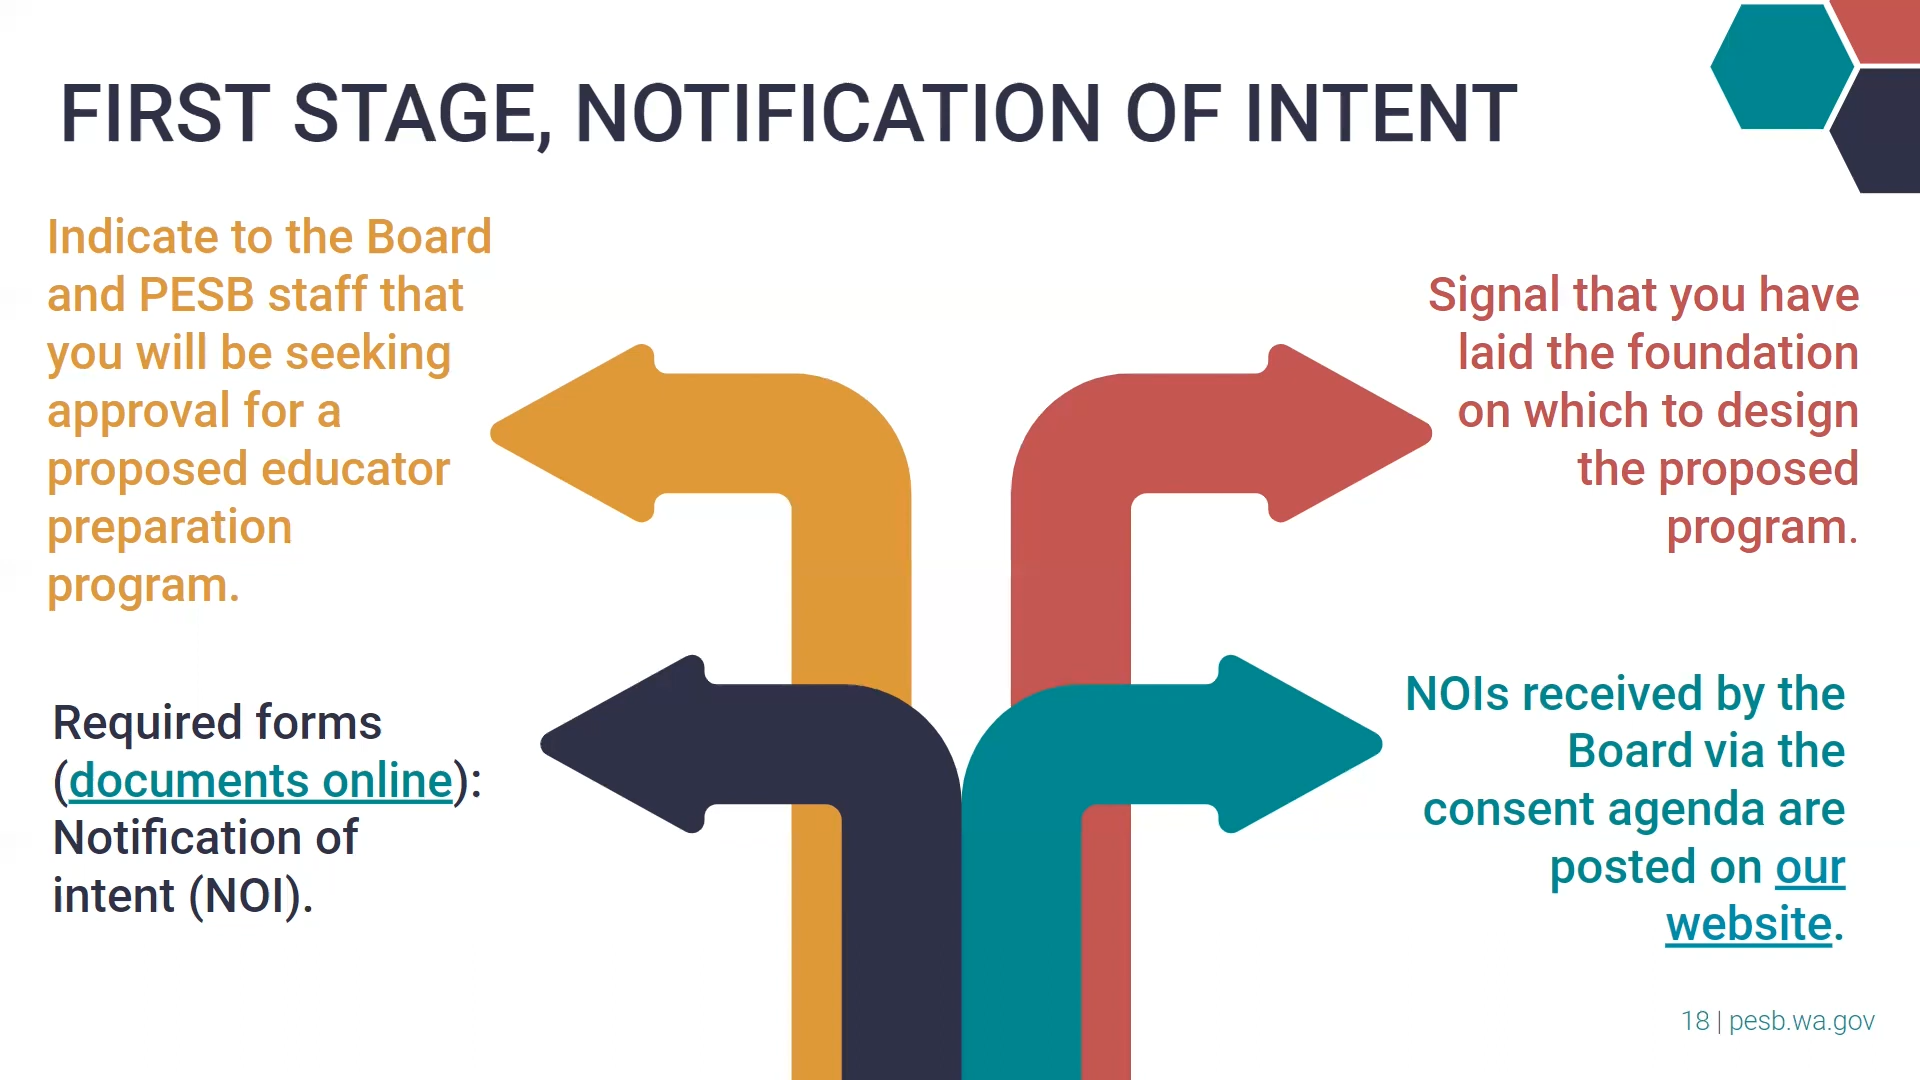 FIRST STAGE, NOTIFICATION OF INTENT
Indicate to the Board
and PESB staff that
you will be seeking
approval for a
proposed educator
preparation
program.
Signal that you have
laid the foundation
on which to design
the proposed
program.
Required forms
(documents online):
Notification of
intent (NOI).
NOIs received by the
Board via the
consent agenda are
posted on our
website.
18 | pesb.wa.gov